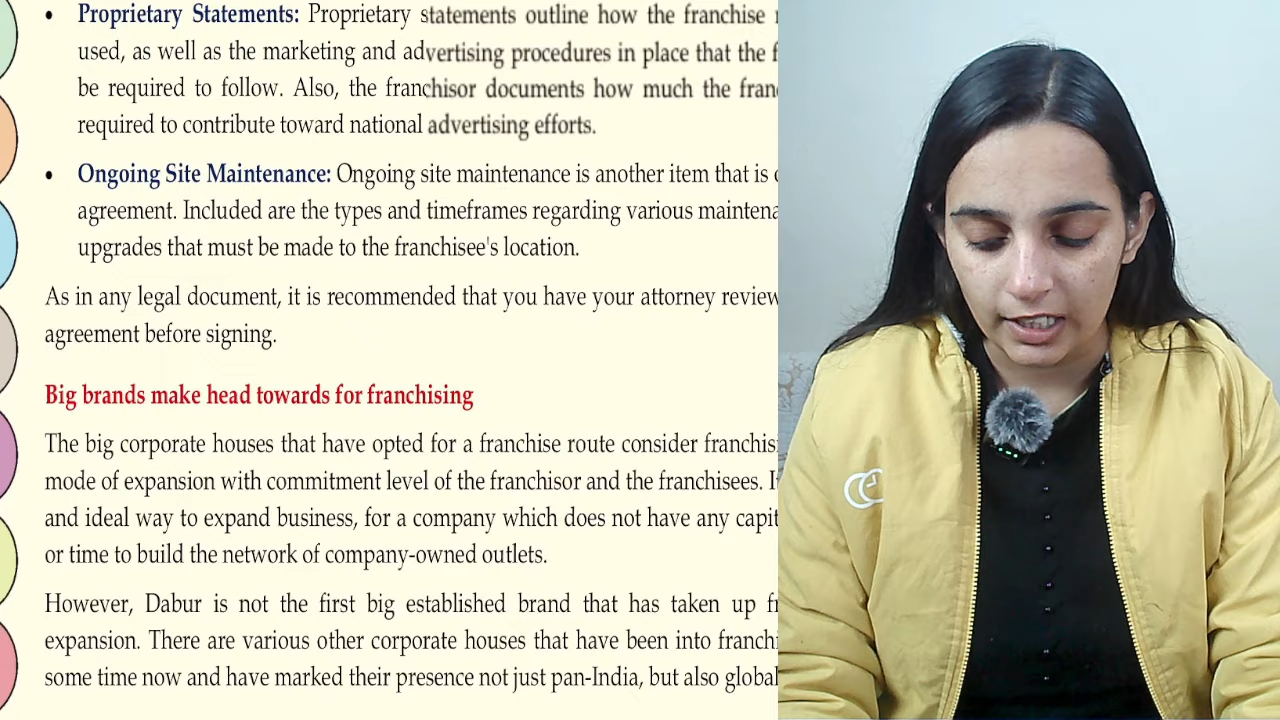 • Proprietary Statements: Proprietary statements outline how the franchise
used, as well as the marketing and advertising procedures in place that the
be required to follow. Also, the franchisor documents how much the
required to contribute toward national advertising efforts.
• Ongoing Site Maintenance: Ongoing site maintenance is another item that is
agreement. Included are the types and timeframes regarding various
upgrades that must be made to the franchisee's location.
As in any legal document, it is recommended that you have your attorney review
agreement before signing.
Big brands make head towards for franchising
The big corporate houses that have opted for a franchise route consider
mode of expansion with commitment level of the franchisor and the franchisees.
and ideal way to expand business, for a company which does not have any
or time to build the network of company-owned outlets.
However, Dabur is not the first big established brand that has taken up
expansion. There are various other corporate houses that have been into
some time now and have marked their presence not just pan-India, but also